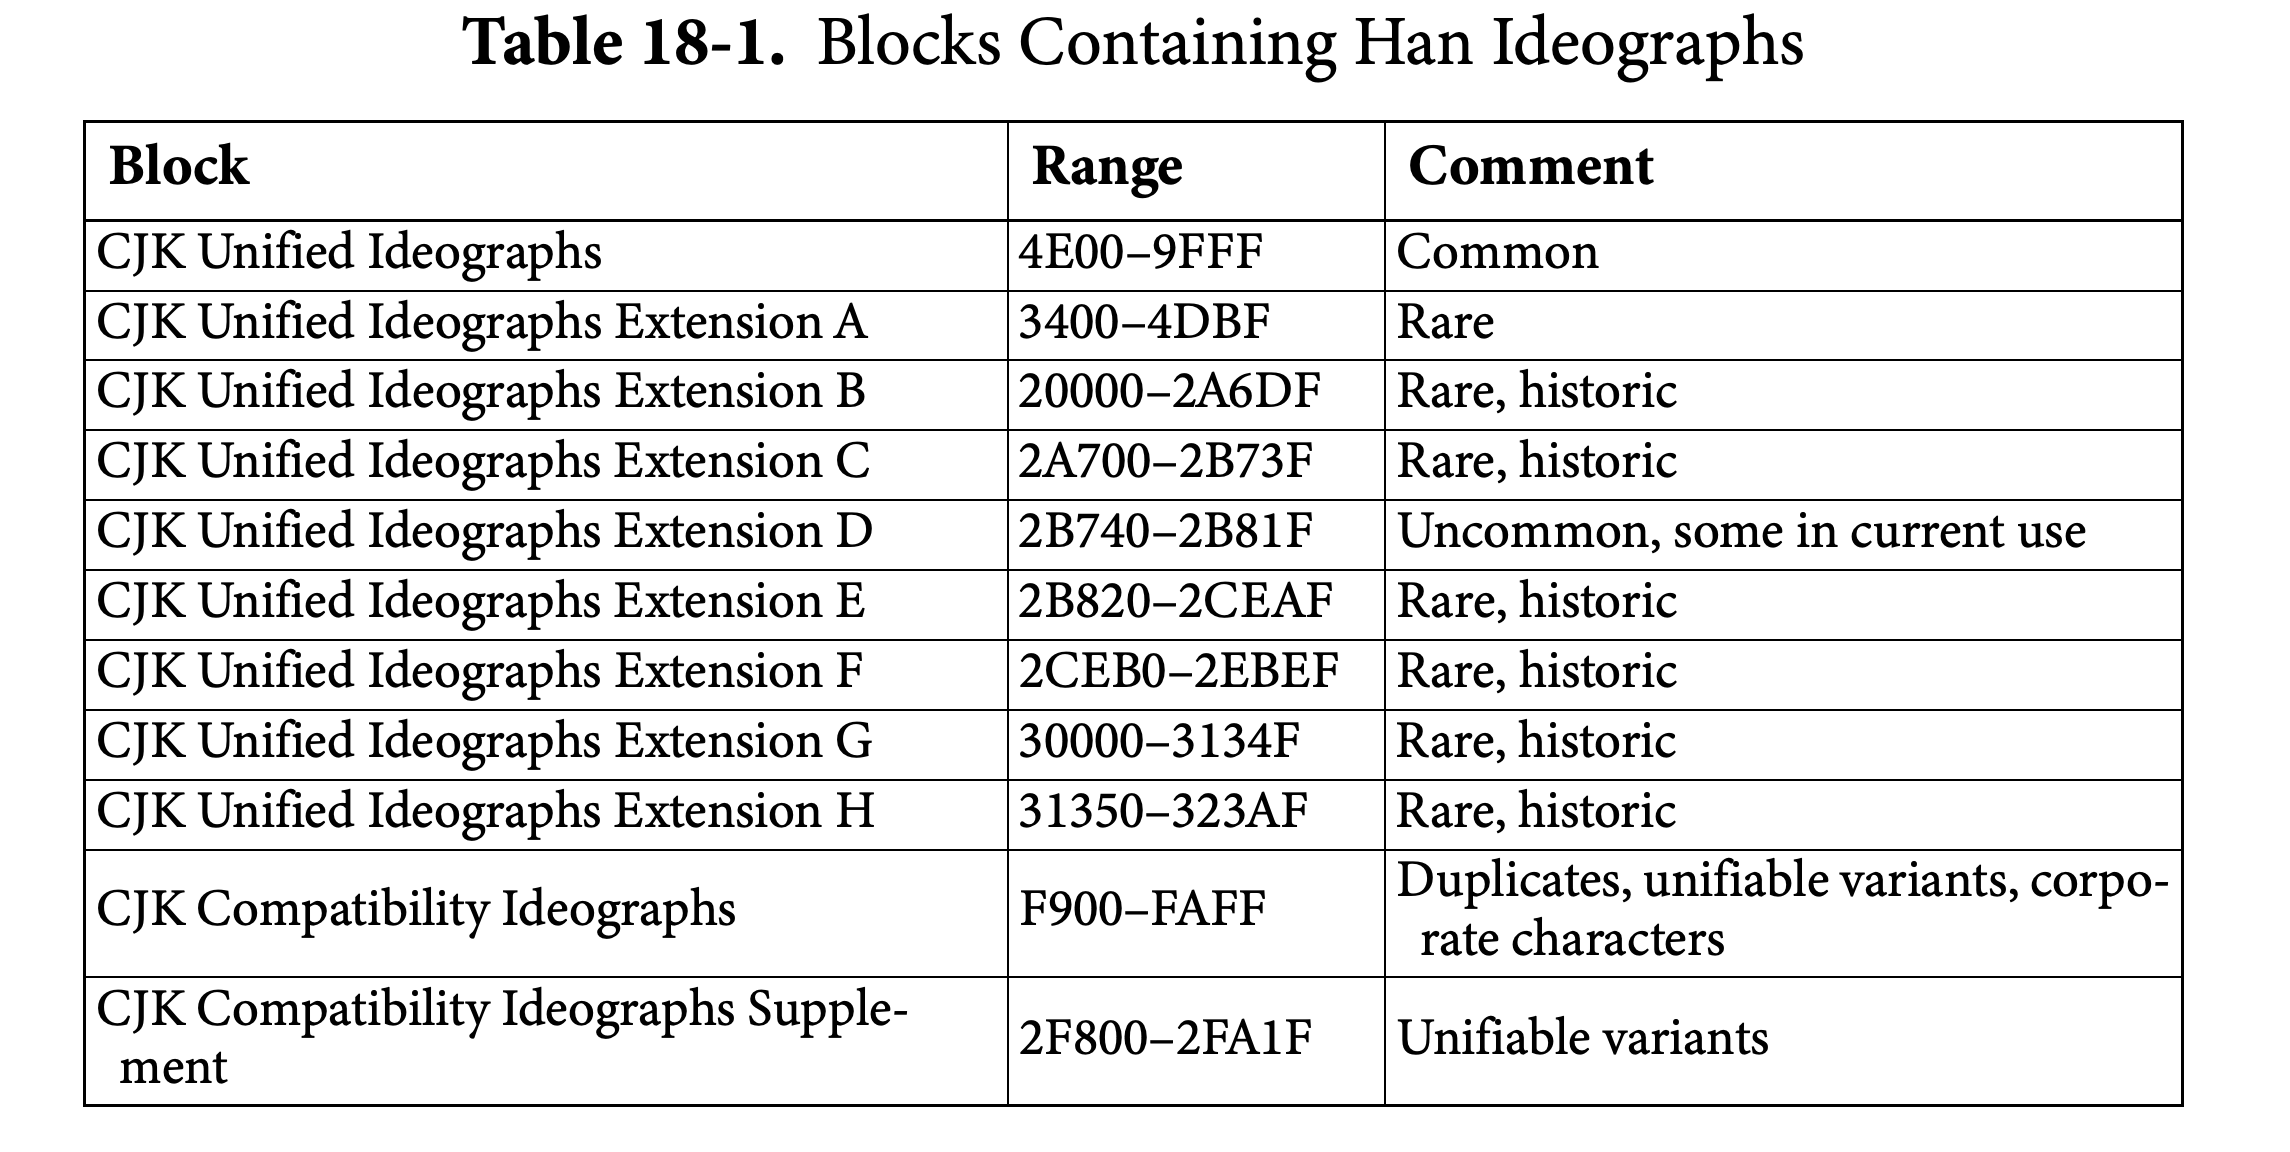 Table 18-1. Blocks Containing Han Ideographs
Block Range Comment
CJK Unified Ideographs 4E00–9FFF Common
CJK Unified Ideographs Extension A 3400–4DBF Rare
CJK Unified Ideographs Extension B 20000–2A6DF Rare, historic
CJK Unified Ideographs Extension C 2A700–2B73F Rare, historic
CJK Unified Ideographs Extension D 2B740–2B81F Uncommon, some in current use
CJK Unified Ideographs Extension E 2B820–2CEAF Rare, historic
CJK Unified Ideographs Extension F 2CEB0–2EBEF Rare, historic
CJK Unified Ideographs Extension G 30000–3134F Rare, historic
CJK Unified Ideographs Extension H 31350–323AF Rare, historic
CJK Compatibility Ideographs F900–FAFF Duplicates, unifiable variants, corpo-
rate characters
CJK Compatibility Ideographs Supple-
ment 2F800–2FA1F Unifiable variants